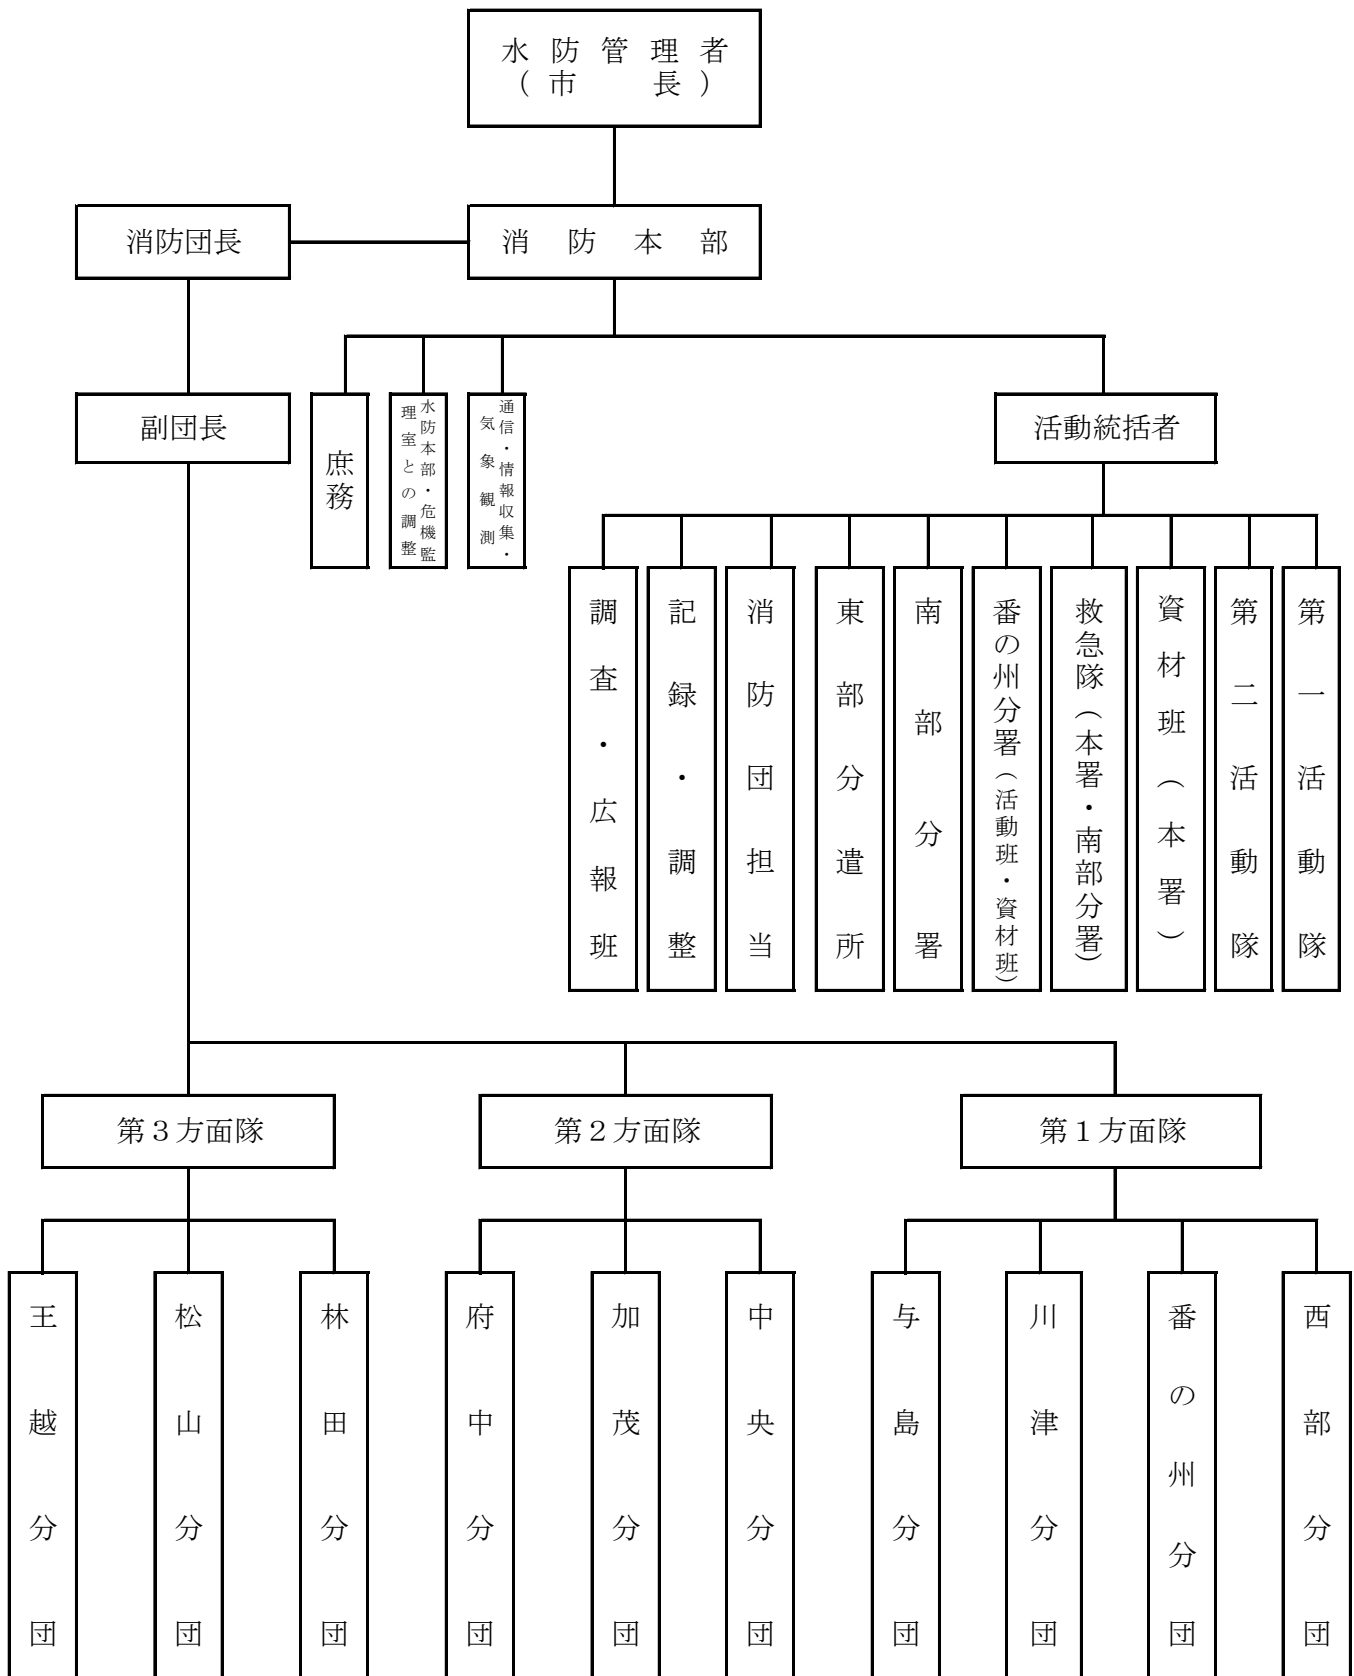 水防管理者
(市　　長)
消防団長
消防本部
副団長
庶務
水防本部・危機監
理室との調整
通信・情報収集・
気象観測
活動統括者
調査・広報班
記録・調整
消防団担当
東部分遣所
南部分署
番の州分署(活動班・資材班)
救急隊(本署・南部分署)
資材班(本署)
第二活動隊
第一活動隊
第３方面隊
第２方面隊
第１方面隊
王越分団
松山分団
林田分団
府中分団
加茂分団
中央分団
与島分団
川津分団
番の州分団
西部分団